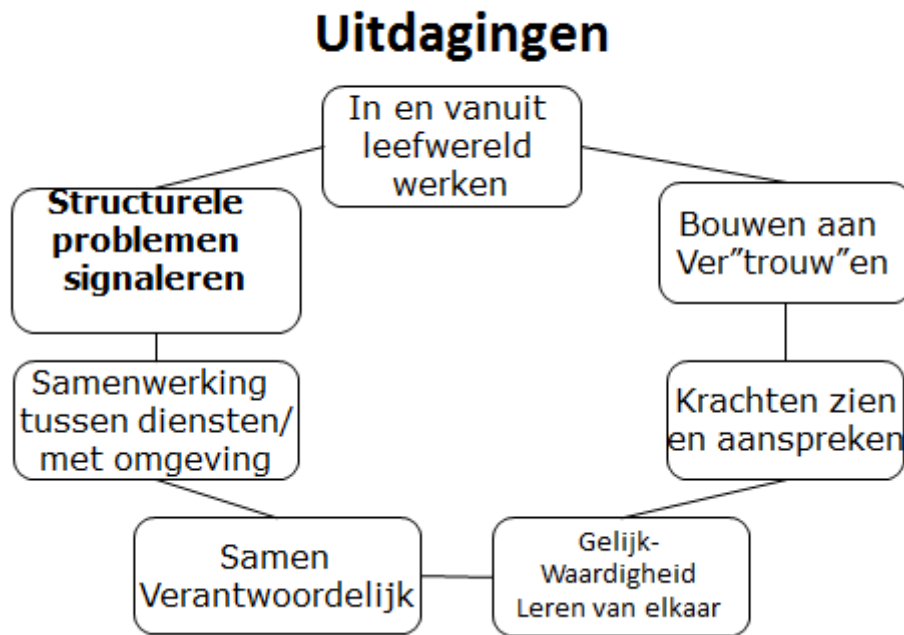 Uitdagingen
In en vanuit
leefwereld
werken
Structurele
problemen
signaleren
Bouwen aan
Ver”trouw”en
Samenwerking
tussen diensten/
met omgeving
Krachten zien
en aanspreken
Samen
Verantwoordelijk
Gelijk-
Waardigheid
Leren van elkaar